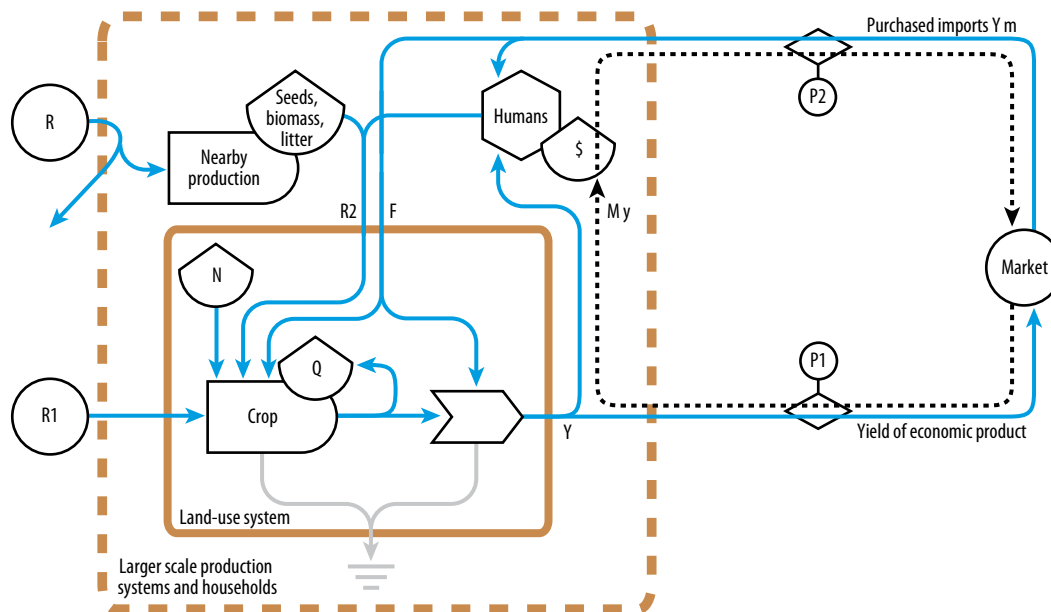 Purchased imports Y m
P2
R
Seeds,
biomass,
litter
Humans
$
Nearby
production
R2
F
M y
Market
N
Q
P1
R1
Crop
Y
Yield of economic product
Land-use system
Larger scale production
systems and households